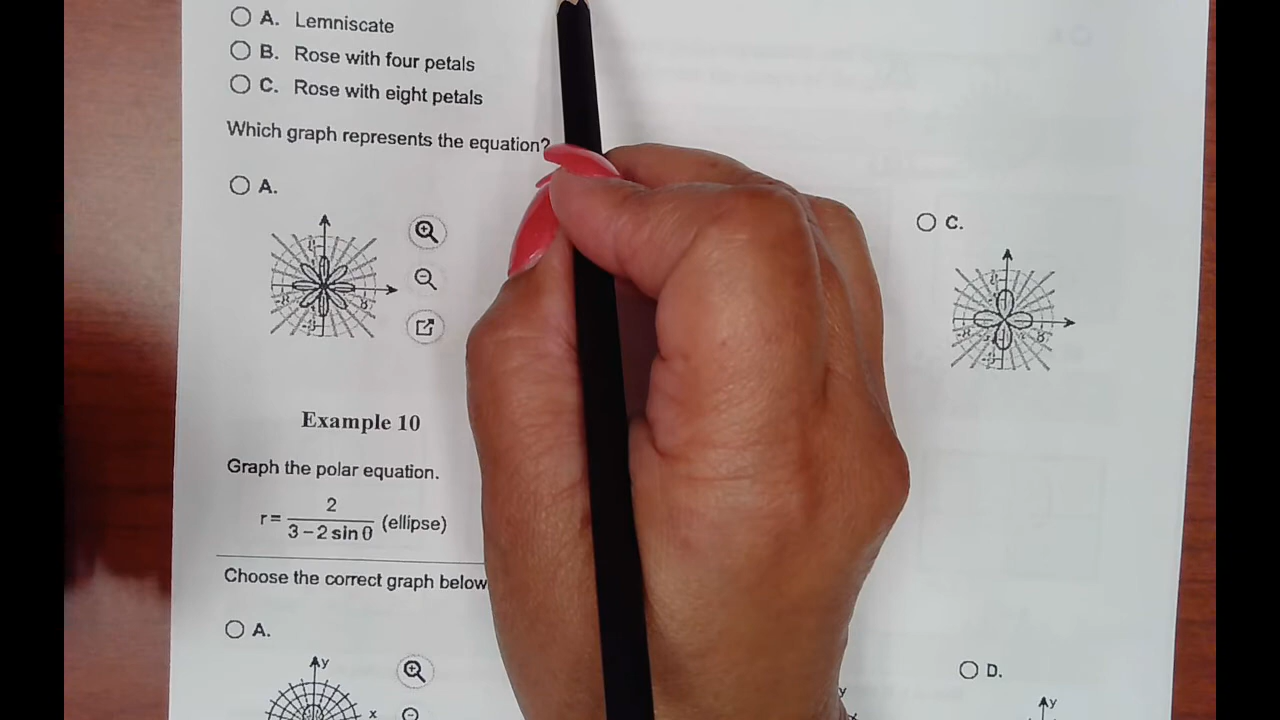 A. Lemniscate
B. Rose with four petals
C. Rose with eight petals
Which graph represents the equation?
A.
C.
Example 10
Graph the polar equation.
r = 2 / 3 − 2 sin θ (ellipse)
Choose the correct graph below
A.
D.
y
x
y
y